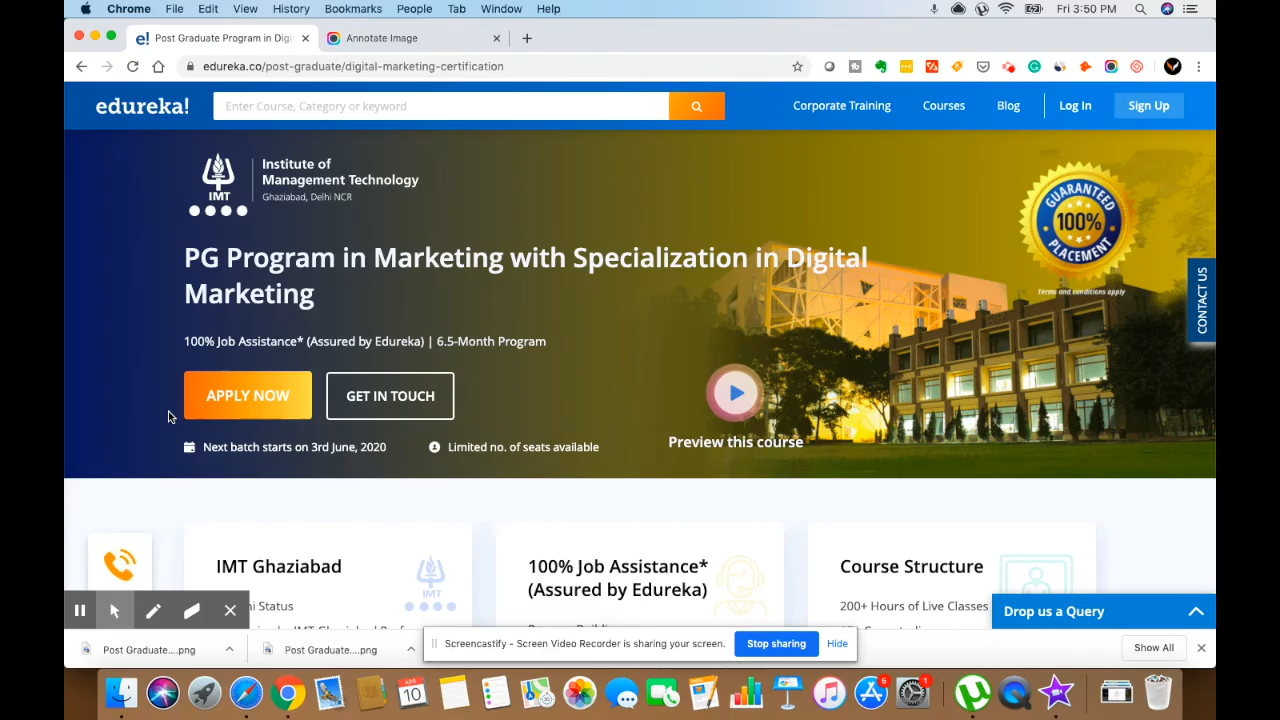 Chrome File Edit View History Bookmarks People Tab Window Help Fri 3:50 PM
e! Post Graduate Program in Digi Annotate Image
edureka.co/post-graduate/digital-marketing-certification
edureka! Enter Course, Category or keyword Corporate Training Courses Blog Log In Sign Up
Institute of
Management Technology
Ghaziabad, Delhi NCR
IMT
GUARANTEED
100%
PLACEMENT
Terms and conditions apply
PG Program in Marketing with Specialization in Digital
Marketing
CONTACT US
100% Job Assistance* (Assured by Edureka) | 6.5-Month Program
APPLY NOW GET IN TOUCH
Next batch starts on 3rd June, 2020 Limited no. of seats available
Preview this course
IMT Ghaziabad
IMT
100% Job Assistance*
(Assured by Edureka)
Course Structure
Status
200+ Hours of Live Classes
Drop us a Query
Post Graduate....png Post Graduate....png
Screencastify - Screen Video Recorder is sharing your screen. Stop sharing Hide
Show All
APR
10
5
1